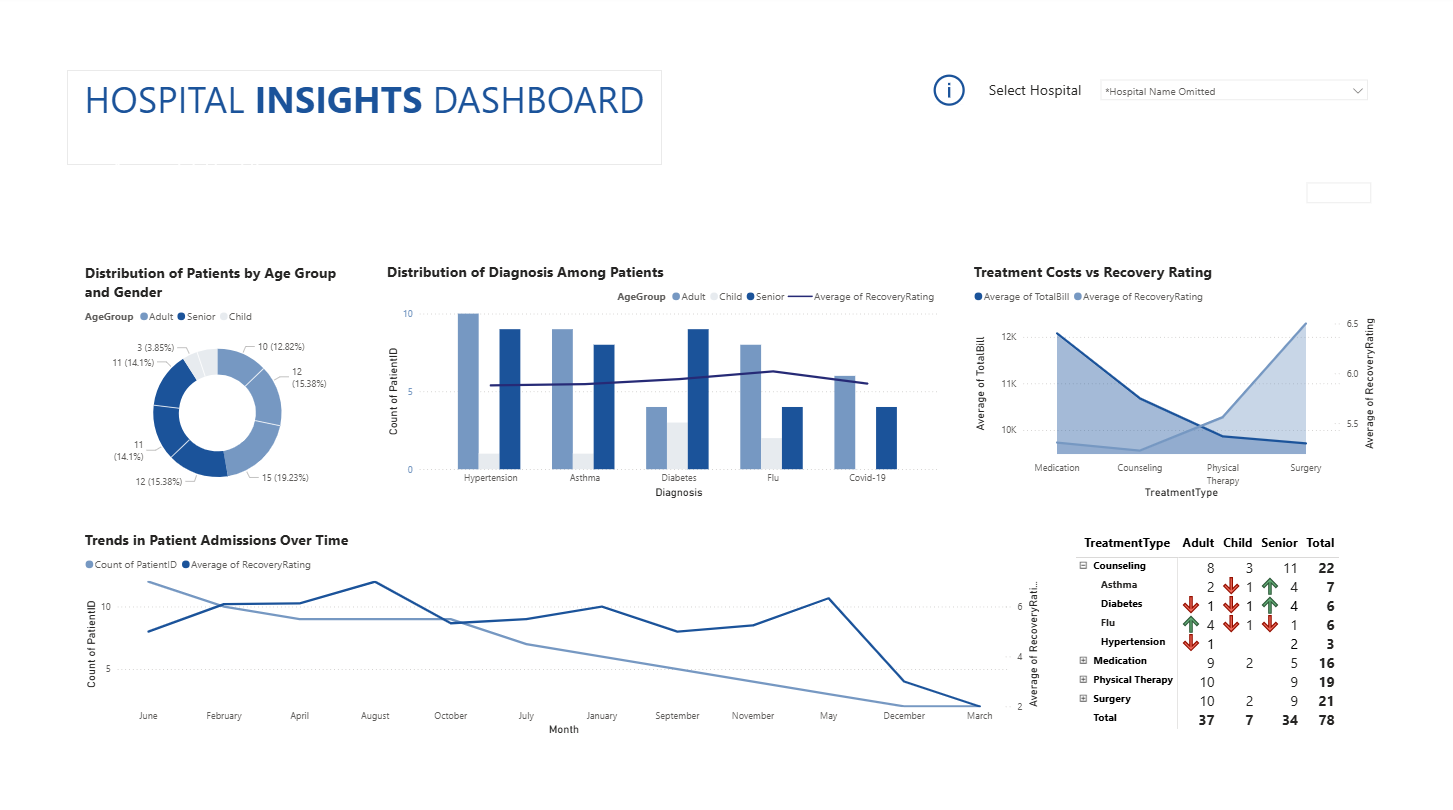 HOSPITAL INSIGHTS DASHBOARD
Select Hospital
*Hospital Name Omitted
Distribution of Patients by Age Group
and Gender
AgeGroup Adult Senior Child
3 (3.85%)
10 (12.82%)
11 (14.1%)
12
(15.38%)
11
(14.1%)
12 (15.38%)
15 (19.23%)
Distribution of Diagnosis Among Patients
AgeGroup Adult Child Senior Average of RecoveryRating
Count of PatientID
10
5
0
Hypertension Asthma Diabetes Flu Covid-19
Diagnosis
Treatment Costs vs Recovery Rating
Average of TotalBill Average of RecoveryRating
Average of TotalBill
12K
11K
10K
6.5
6.0
5.5
Average of RecoveryRating
Medication Counseling Physical
Therapy Surgery
TreatmentType
Trends in Patient Admissions Over Time
Count of PatientID Average of RecoveryRating
Count of PatientID
10
5
6
4
2
Average of RecoveryRati...
June February April August October July January September November May December March
Month
TreatmentType Adult Child Senior Total
Counseling 8 3 11 22
Asthma 2 1 4 7
Diabetes 1 1 4 6
Flu 4 1 1 6
Hypertension 1 2 3
Medication 9 2 5 16
Physical Therapy 10 9 19
Surgery 10 2 9 21
Total 37 7 34 78